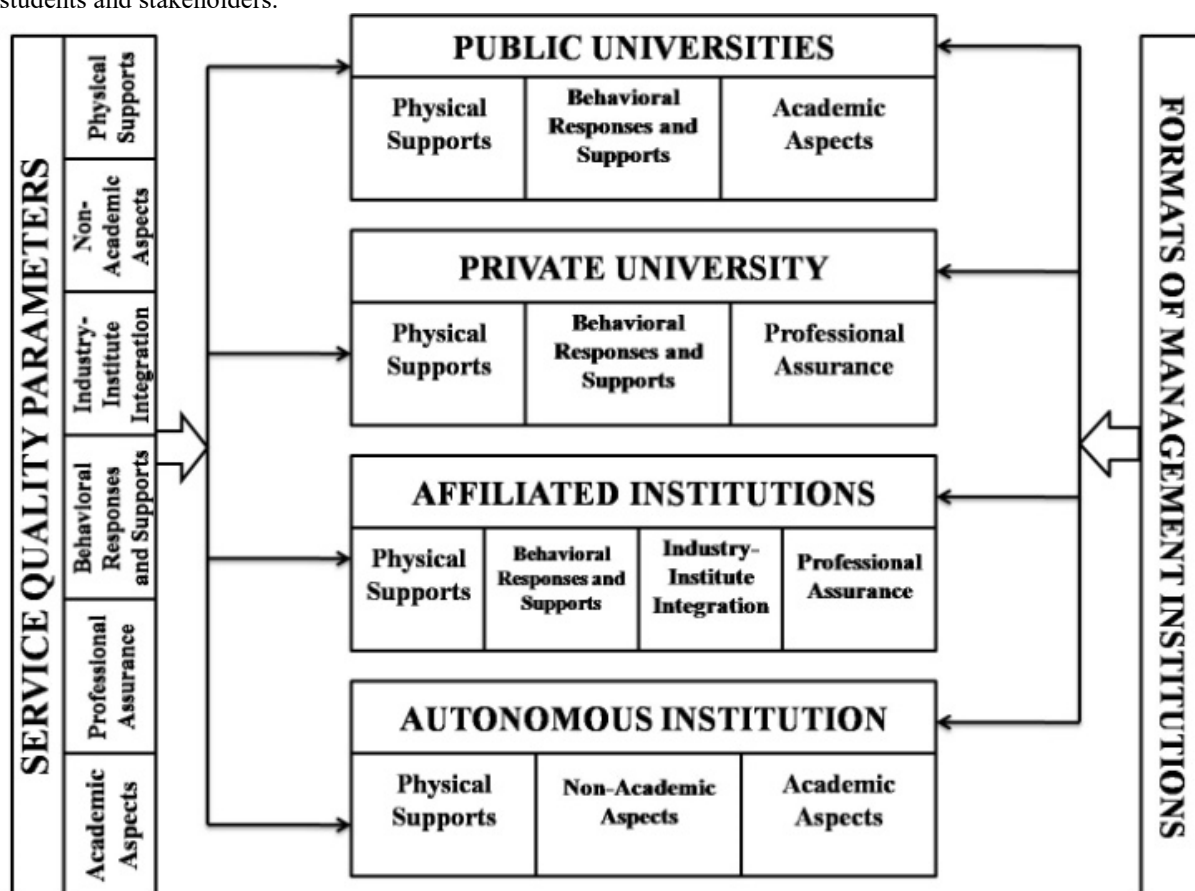 students and stakeholders.
SERVICE QUALITY PARAMETERS
Physical
Supports
Non-
Academic
Aspects
Industry-
Institute
Integration
Behavioral
Responses
and Supports
Professional
Assurance
Academic
Aspects
PUBLIC UNIVERSITIES
Physical
Supports
Behavioral
Responses and
Supports
Academic
Aspects
PRIVATE UNIVERSITY
Physical
Supports
Behavioral
Responses and
Supports
Professional
Assurance
AFFILIATED INSTITUTIONS
Physical
Supports
Behavioral
Responses and
Supports
Industry-
Institute
Integration
Professional
Assurance
AUTONOMOUS INSTITUTION
Physical
Supports
Non-Academic
Aspects
Academic
Aspects
FORMATS OF MANAGEMENT INSTITUTIONS